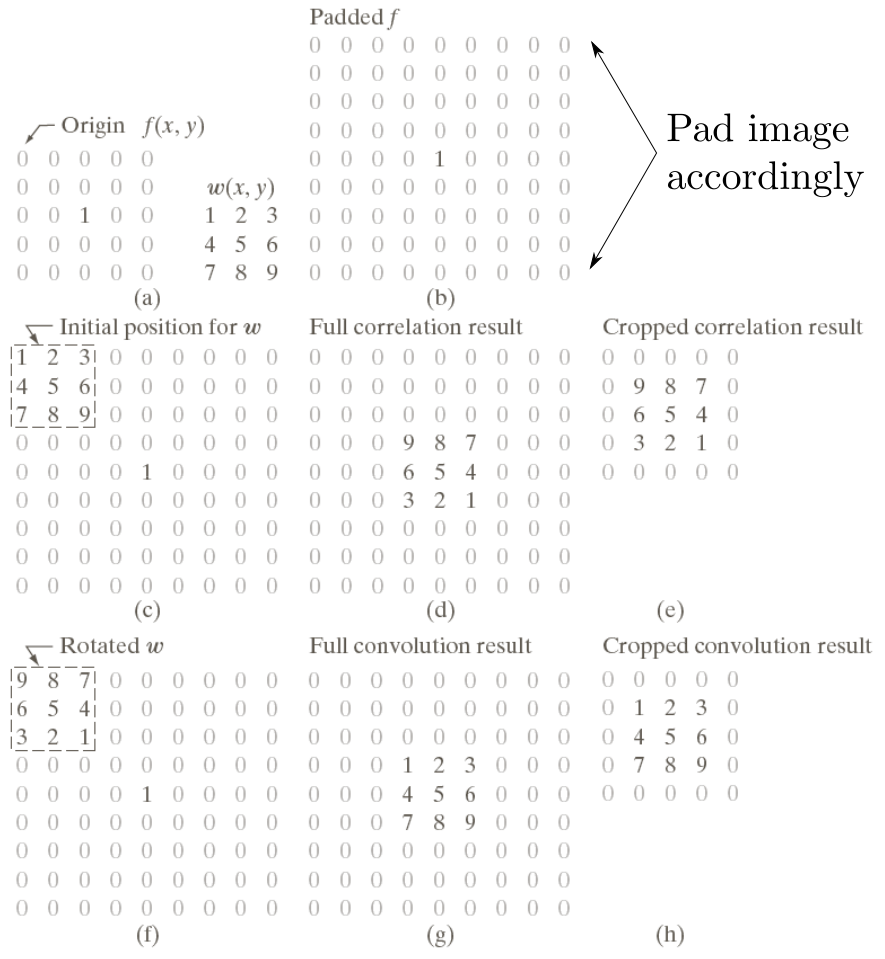 Padded f
0 0 0 0 0 0 0 0 0
0 0 0 0 0 0 0 0 0
0 0 0 0 0 0 0 0 0
Origin f(x, y)
0 0 0 0 0 0 0 0 0
Pad image
accordingly
0 0 0 0 0
0 0 0 0 1 0 0 0 0
0 0 0 0 0
w(x, y)
0 0 0 0 0 0 0 0 0
0 0 1 0 0
1 2 3
0 0 0 0 0 0 0 0 0
0 0 0 0 0
4 5 6
0 0 0 0 0 0 0 0 0
0 0 0 0 0
7 8 9
0 0 0 0 0 0 0 0 0
(a)
(b)
Initial position for w
1 2 3 0 0 0 0 0 0
4 5 6 0 0 0 0 0 0
7 8 9 0 0 0 0 0 0
0 0 0 0 0 0 0 0 0
0 0 0 0 1 0 0 0 0
0 0 0 0 0 0 0 0 0
0 0 0 0 0 0 0 0 0
0 0 0 0 0 0 0 0 0
0 0 0 0 0 0 0 0 0
(c)
Full correlation result
0 0 0 0 0 0 0 0 0
0 0 0 0 0 0 0 0 0
0 0 0 0 0 0 0 0 0
0 0 0 9 8 7 0 0 0
0 0 0 6 5 4 0 0 0
0 0 0 3 2 1 0 0 0
0 0 0 0 0 0 0 0 0
0 0 0 0 0 0 0 0 0
0 0 0 0 0 0 0 0 0
(d)
Cropped correlation result
0 0 0 0 0
0 9 8 7 0
0 6 5 4 0
0 3 2 1 0
0 0 0 0 0
(e)
Rotated w
9 8 7 0 0 0 0 0 0
6 5 4 0 0 0 0 0 0
3 2 1 0 0 0 0 0 0
0 0 0 0 0 0 0 0 0
0 0 0 0 1 0 0 0 0
0 0 0 0 0 0 0 0 0
0 0 0 0 0 0 0 0 0
0 0 0 0 0 0 0 0 0
0 0 0 0 0 0 0 0 0
(f)
Full convolution result
0 0 0 0 0 0 0 0 0
0 0 0 0 0 0 0 0 0
0 0 0 0 0 0 0 0 0
0 0 0 1 2 3 0 0 0
0 0 0 4 5 6 0 0 0
0 0 0 7 8 9 0 0 0
0 0 0 0 0 0 0 0 0
0 0 0 0 0 0 0 0 0
0 0 0 0 0 0 0 0 0
(g)
Cropped convolution result
0 0 0 0 0
0 1 2 3 0
0 4 5 6 0
0 7 8 9 0
0 0 0 0 0
(h)